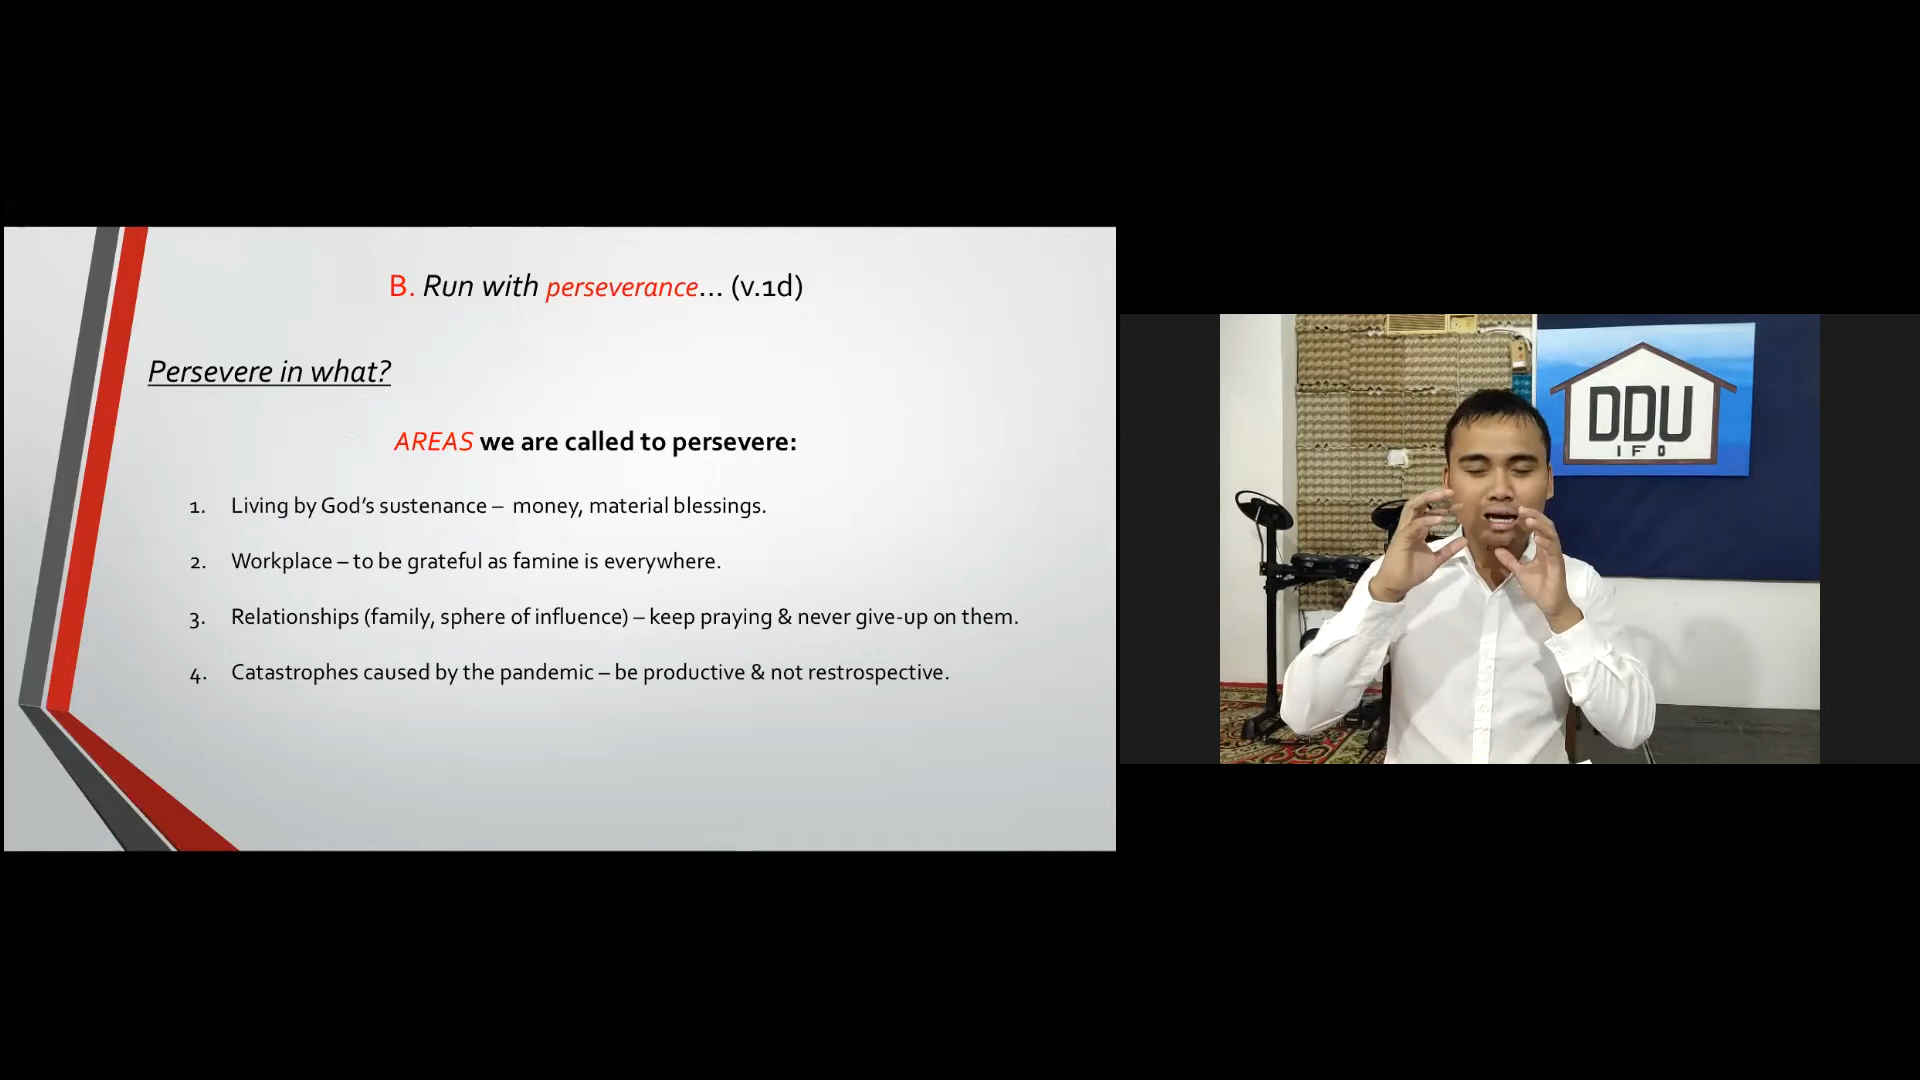 B. Run with perseverance... (v.1d)
Persevere in what?
AREAS we are called to persevere:
1. Living by God's sustenance – money, material blessings.
2. Workplace – to be grateful as famine is everywhere.
3. Relationships (family, sphere of influence) – keep praying & never give-up on them.
4. Catastrophes caused by the pandemic – be productive & not restrospective.
DDU
IFO